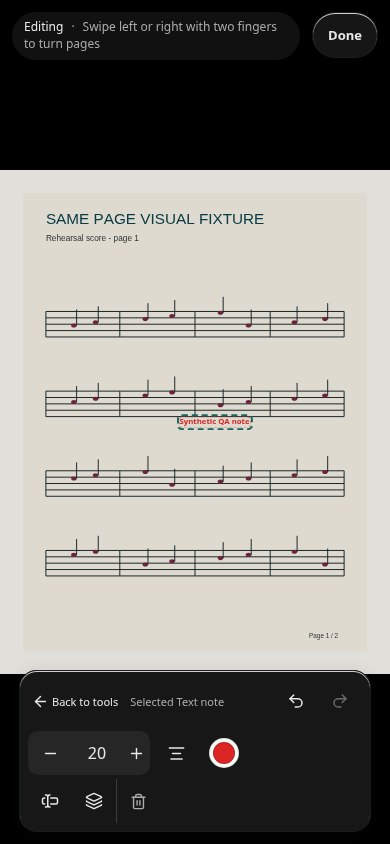 Editing · Swipe left or right with two fingers
to turn pages
Done
SAME PAGE VISUAL FIXTURE
Rehearsal score - page 1
Synthetic QA note
Page 1 / 2
Back to tools
Selected Text note
20